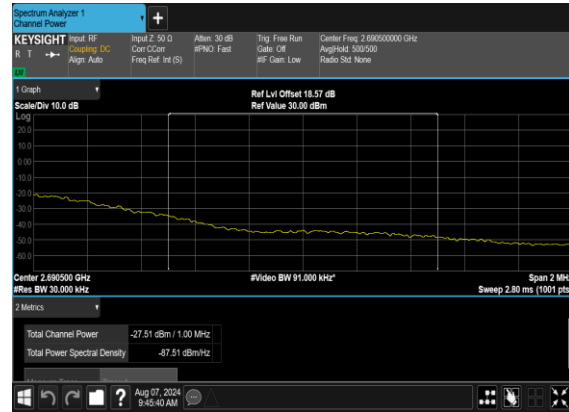 Spectrum Analyzer 1
Channel Power
+
KEYSIGHT
R T
LXI
Input: RF
Coupling: DC
Align: Auto
Input Z: 50 Ω
Corr CCorr
Freq Ref: Int (S)
Atten: 30 dB
#PNO: Fast
Trig: Free Run
Gate: Off
#IF Gain: Low
Center Freq: 2.690500000 GHz
Avg|Hold: 500/500
Radio Std: None
1 Graph
Scale/Div 10.0 dB
Ref Lvl Offset 18.57 dB
Ref Value 30.00 dBm
Log
20.0
10.0
0.00
-10.0
-20.0
-30.0
-40.0
-50.0
-60.0
Center 2.690500 GHz
#Video BW 91.000 kHz*
Span 2 MHz
#Res BW 30.000 kHz
Sweep 2.80 ms (1001 pts
2 Metrics
Total Channel Power -27.51 dBm / 1.00 MHz
Total Power Spectral Density -87.51 dBm/Hz
?
Aug 07, 2024
9:45:40 AM